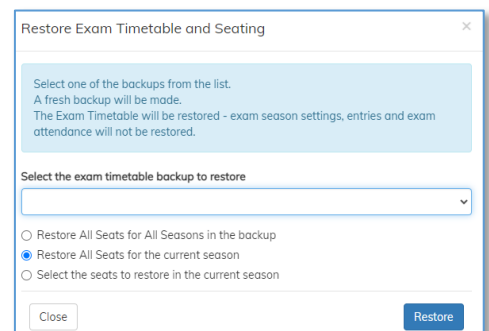 Restore Exam Timetable and Seating
×
Select one of the backups from the list.
A fresh backup will be made.
The Exam Timetable will be restored - exam season settings, entries and exam
attendance will not be restored.
Select the exam timetable backup to restore
Restore All Seats for All Seasons in the backup
Restore All Seats for the current season
Select the seats to restore in the current season
Close Restore